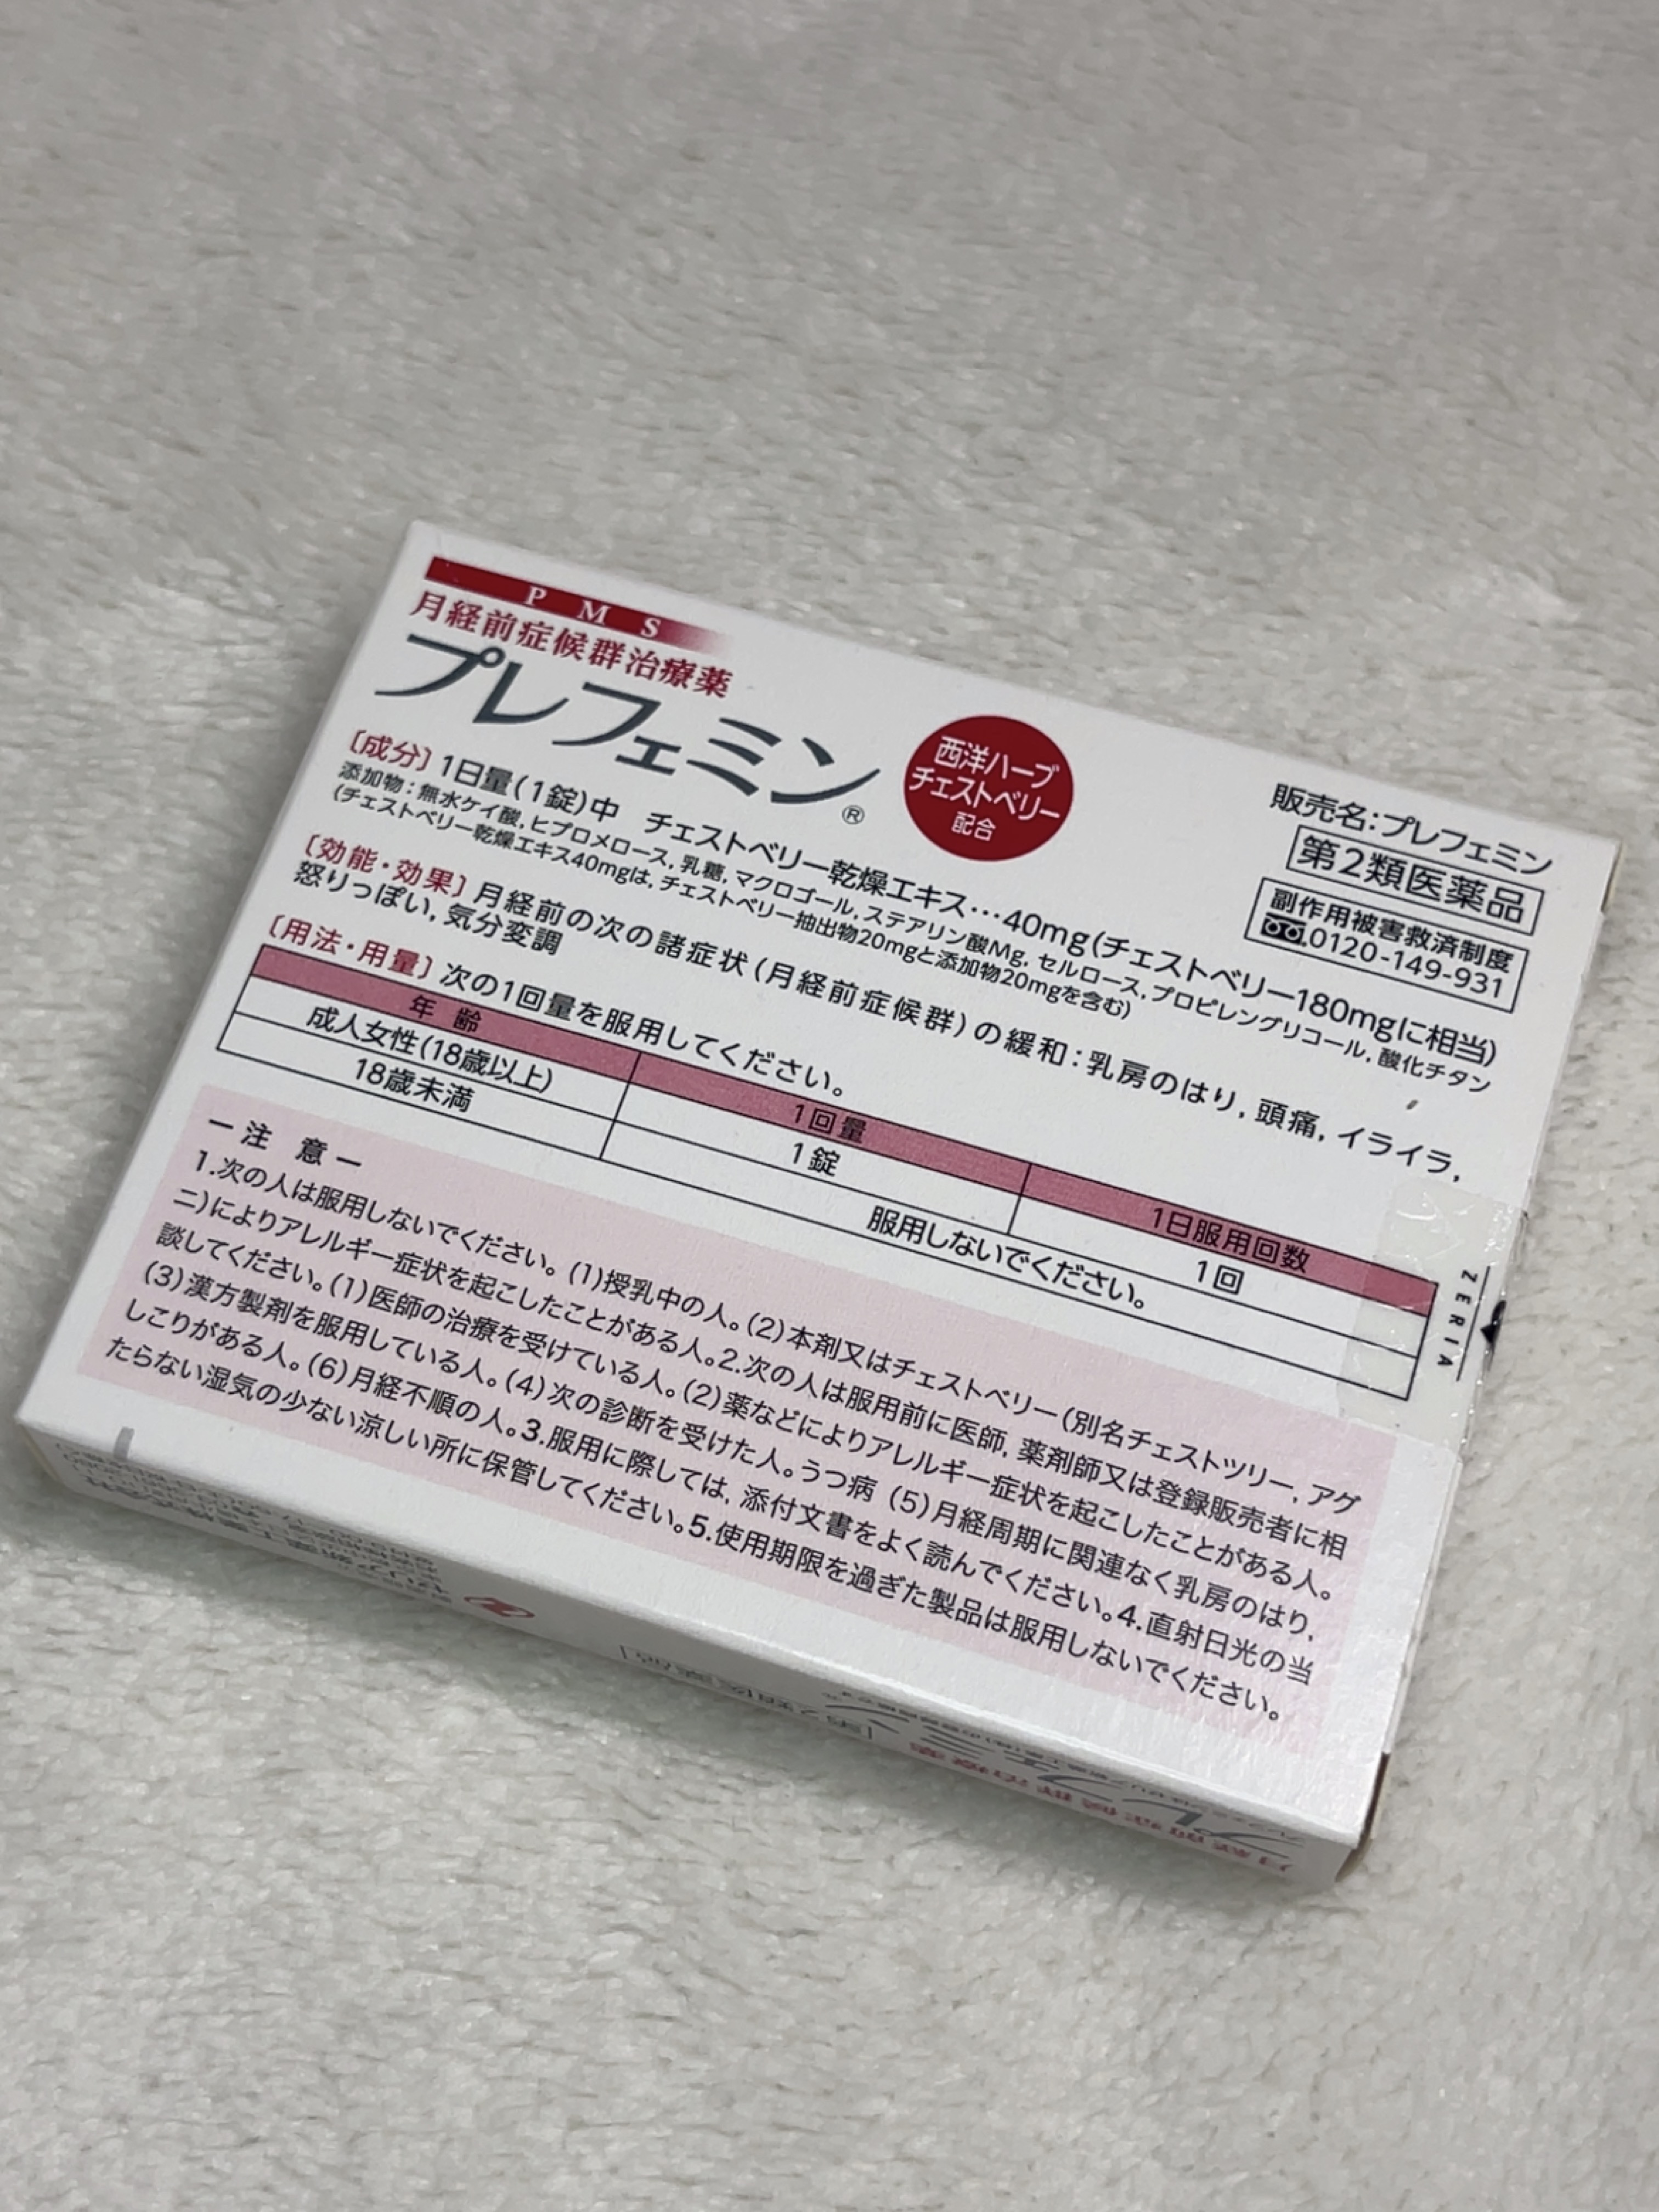 PMS
月経前症候群治療薬
プレフェミン®
西洋ハーブ
チェストベリー
配合
販売名:プレフェミン
第2類医薬品
副作用被害救済制度
0120-149-931
〔成分〕1日量(1錠)中 チェストベリー乾燥エキス…40mg(チェストベリー180mgに相当)
添加物:無水ケイ酸,ヒプロメロース,乳糖,マクロゴール,ステアリン酸Mg,セルロース,プロピレングリコール,酸化チタン
(チェストベリー乾燥エキス40mgは,チェストベリー抽出物20mgと添加物20mgを含む)
〔効能・効果〕月経前の次の諸症状(月経前症候群)の緩和:乳房のはり,頭痛,イライラ,
怒りっぽい,気分変調
〔用法・用量〕次の1回量を服用してください。
年齢 1回量 1日服用回数
成人女性(18歳以上) 1錠 1回
18歳未満 服用しないでください。
ー注 意ー
1.次の人は服用しないでください。(1)授乳中の人。(2)本剤又はチェストベリー(別名チェストツリー,アグ
ニ)によりアレルギー症状を起こしたことがある人。2.次の人は服用前に医師,薬剤師又は登録販売者に相
談してください。(1)医師の治療を受けている人。(2)薬などによりアレルギー症状を起こしたことがある人。
(3)漢方製剤を服用している人。(4)次の診断を受けた人。うつ病 (5)月経周期に関連なく乳房のはり,
しこりがある人。(6)月経不順の人。3.服用に際しては,添付文書をよく読んでください。4.直射日光の当
たらない湿気の少ない涼しい所に保管してください。5.使用期限を過ぎた製品は服用しないでください。
ZERIA